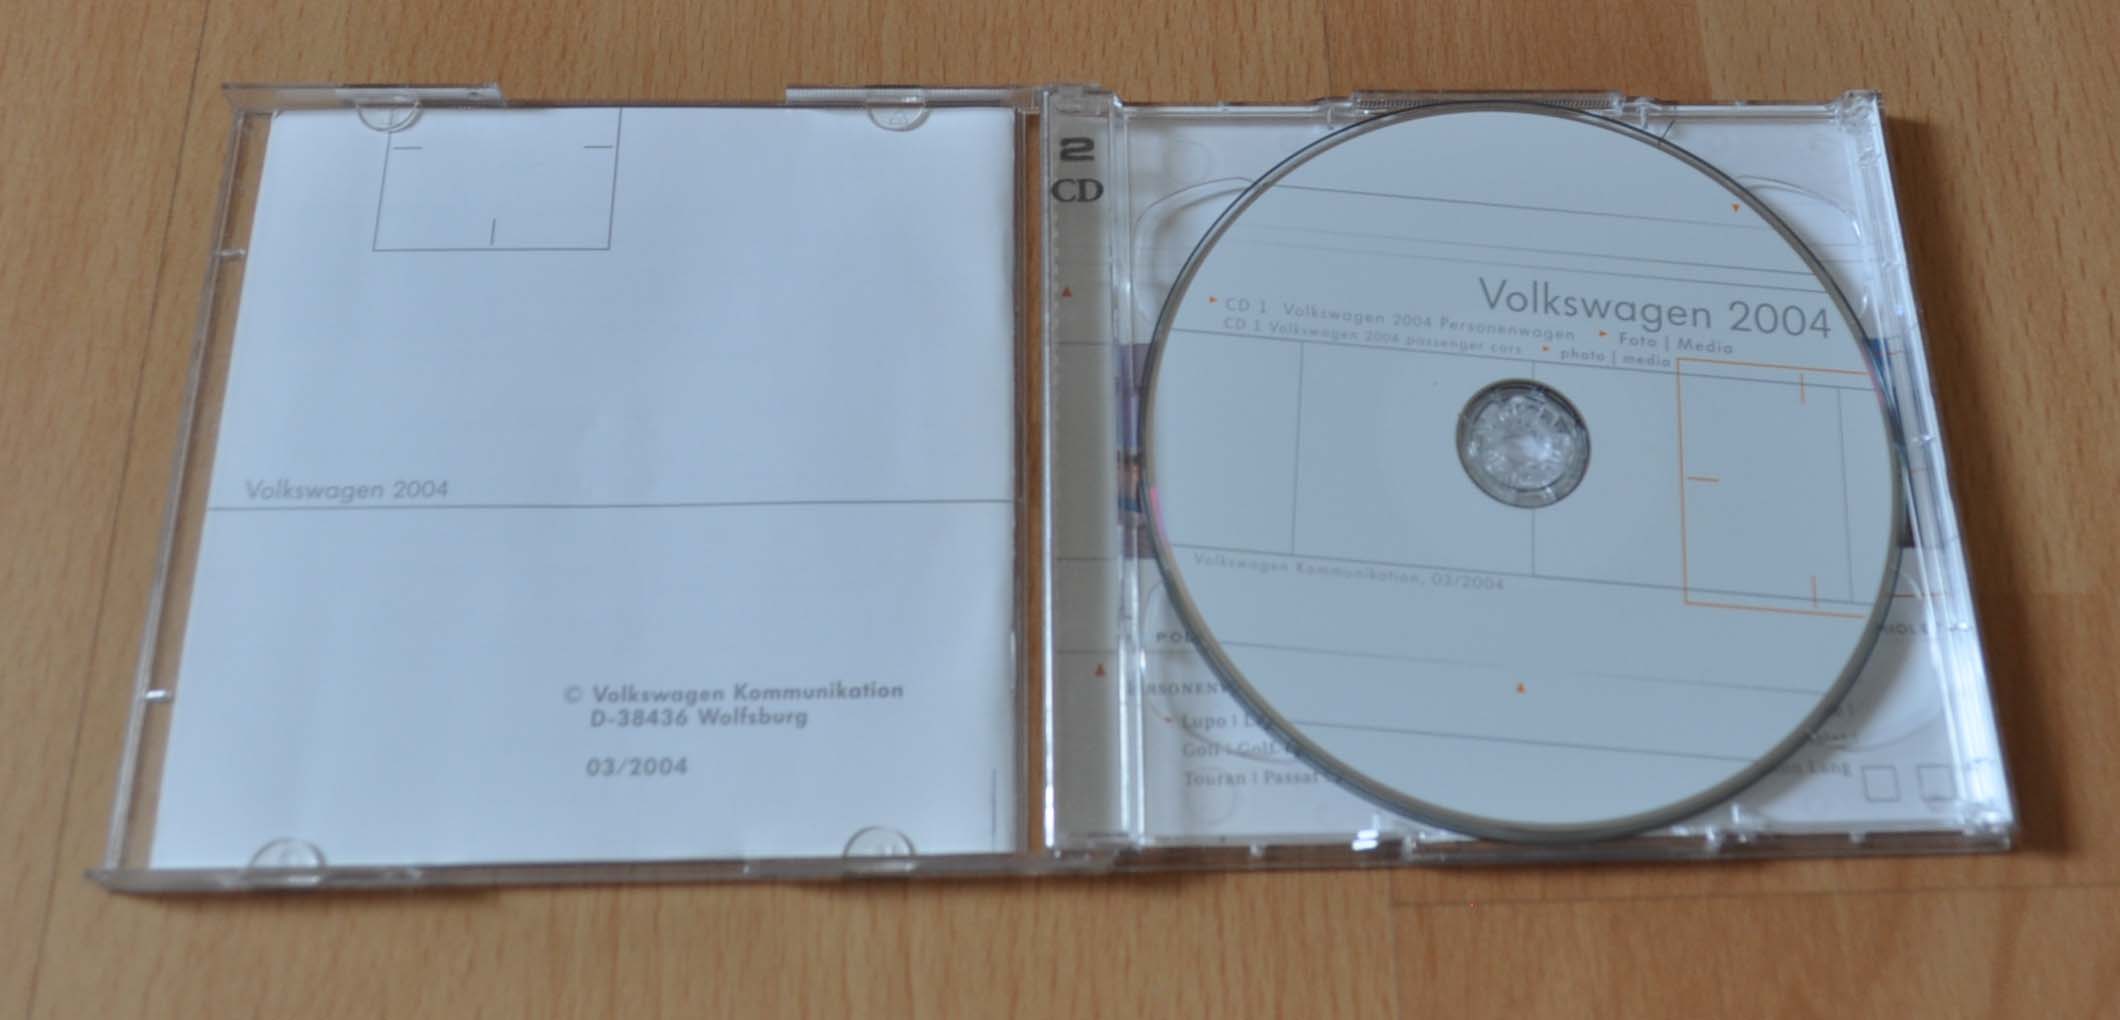 Volkswagen 2004
© Volkswagen Kommunikation
D-38436 Wolfsburg
03/2004
2
CD
Volkswagen 2004
CD 1 Volkswagen 2004 Personenwagen Foto | Media
CD 1 Volkswagen 2004 passenger cars photo | media
Volkswagen Kommunikation, 03/2004
Lupo |
Golf | Golf
Touran | Passat